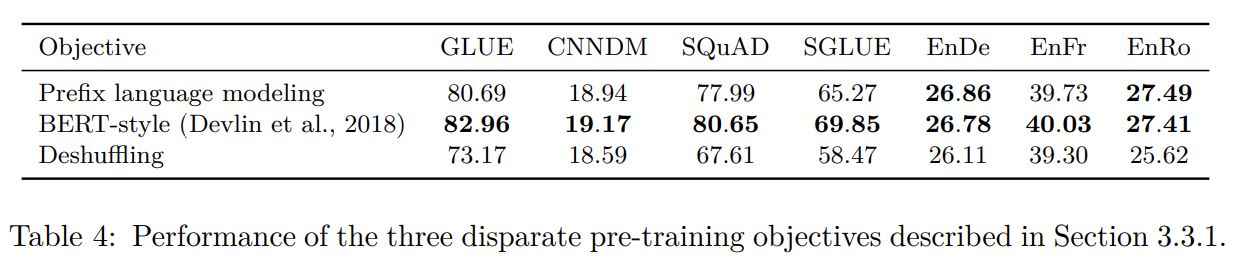 Objective GLUE CNNDM SQuAD SGLUE EnDe EnFr EnRo
Prefix language modeling 80.69 18.94 77.99 65.27 26.86 39.73 27.49
BERT-style (Devlin et al., 2018) 82.96 19.17 80.65 69.85 26.78 40.03 27.41
Deshuffling 73.17 18.59 67.61 58.47 26.11 39.30 25.62
Table 4: Performance of the three disparate pre-training objectives described in Section 3.3.1.